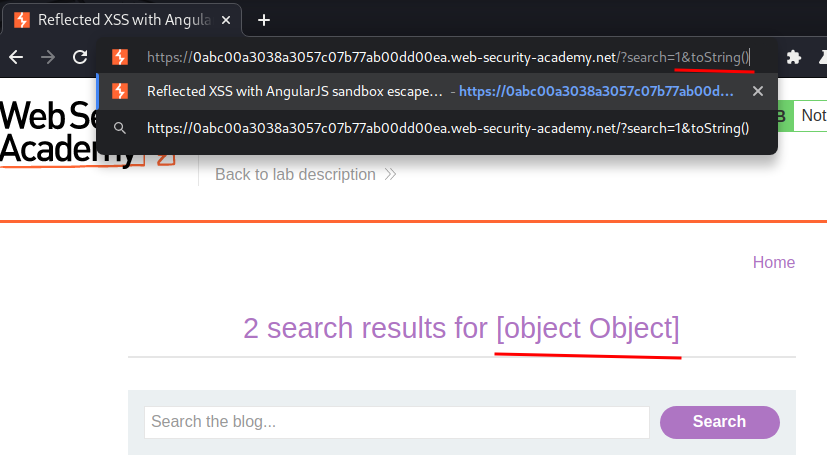 Reflected XSS with Angula
https://0abc00a3038a3057c07b77ab00dd00ea.web-security-academy.net/?search=1&toString()
Reflected XSS with AngularJS sandbox escape... - https://0abc00a3038a3057c07b77ab00d...
https://0abc00a3038a3057c07b77ab00dd00ea.web-security-academy.net/?search=1&toString()
Web Se
Academy
B Not
Back to lab description
Home
2 search results for [object Object]
Search the blog...
Search